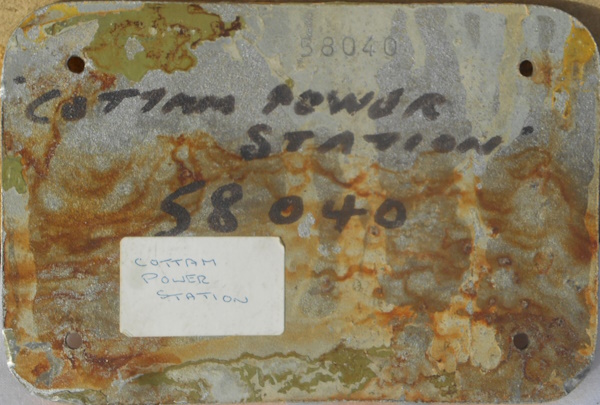 58040
'COTTAM POWER
STATION'
58040
COTTAM
POWER
STATION